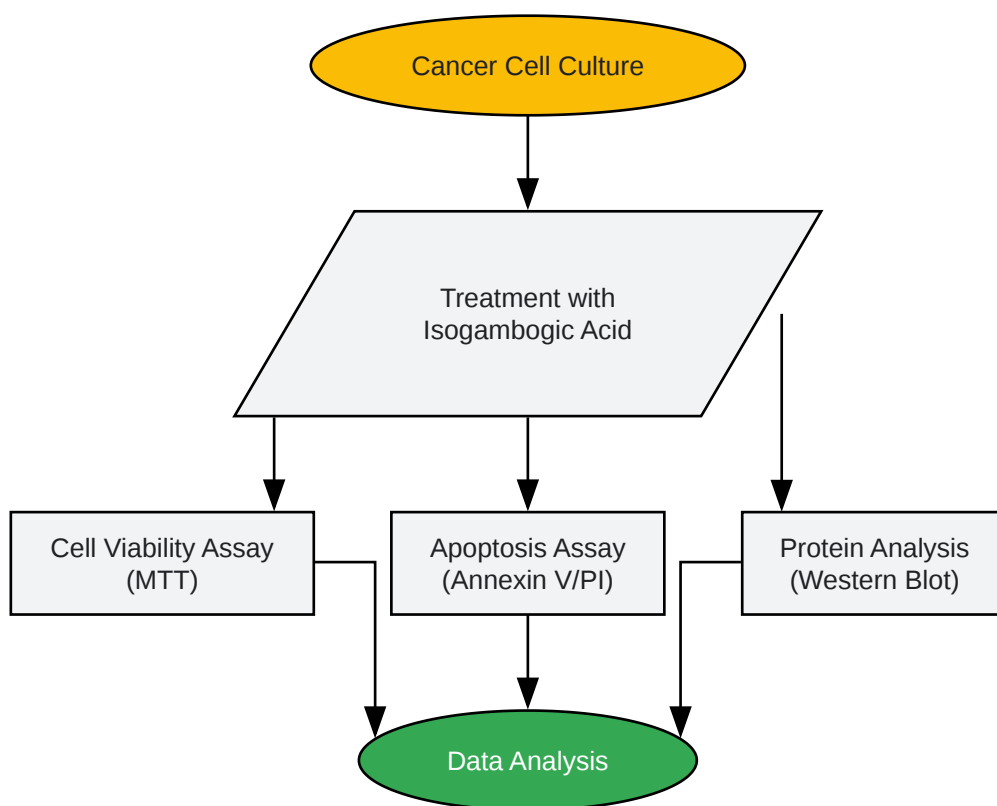 Cancer Cell Culture
Treatment with
Isogambogic Acid
Cell Viability Assay
(MTT)
Apoptosis Assay
(Annexin V/PI)
Protein Analysis
(Western Blot)
Data Analysis